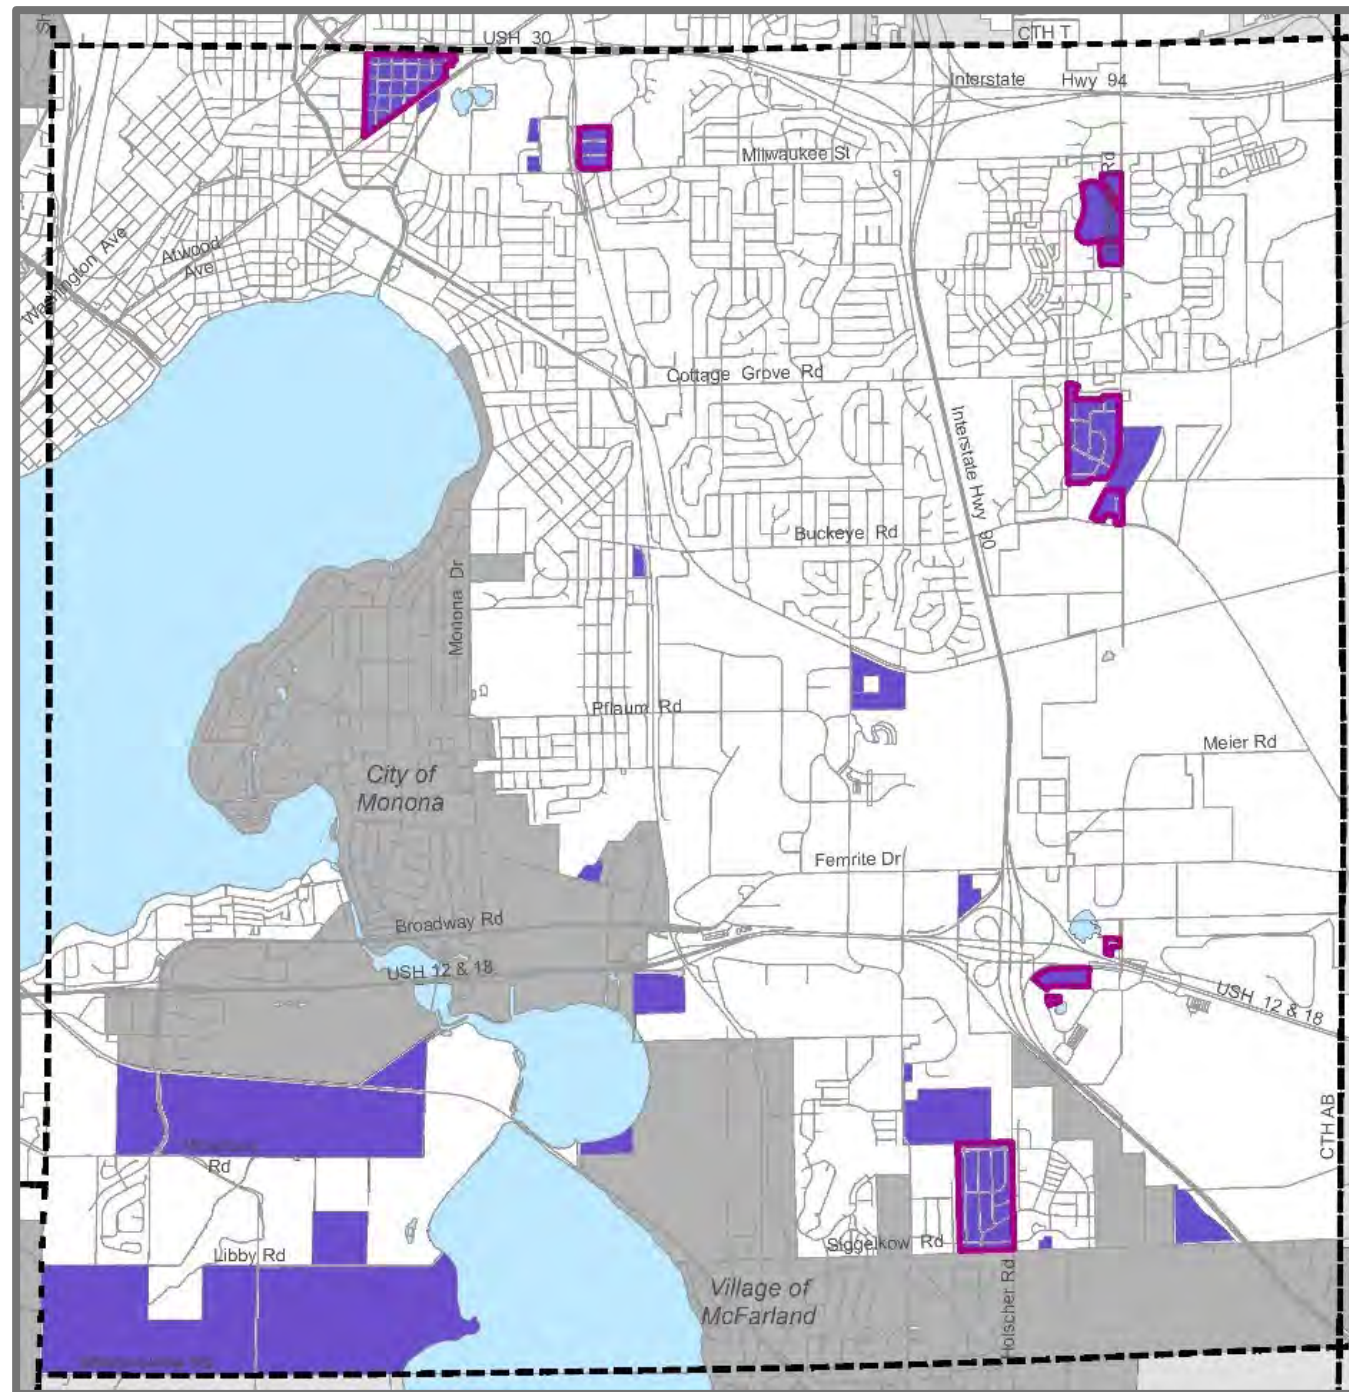 Sh
USH 30
CTH T
Interstate Hwy 94
Milwaukee St
Rd
Washington Ave
Atwood
Ave
Cottage Grove Rd
Interstate Hwy 90
Buckeye Rd
Monona Dr
Pflaum Rd
Meier Rd
City of
Monona
Femrite Dr
Broadway Rd
USH 12 & 18
USH 12 & 18
CTH AB
Rd
Libby Rd
Siggelkow Rd
Holscher Rd
Village of
McFarland